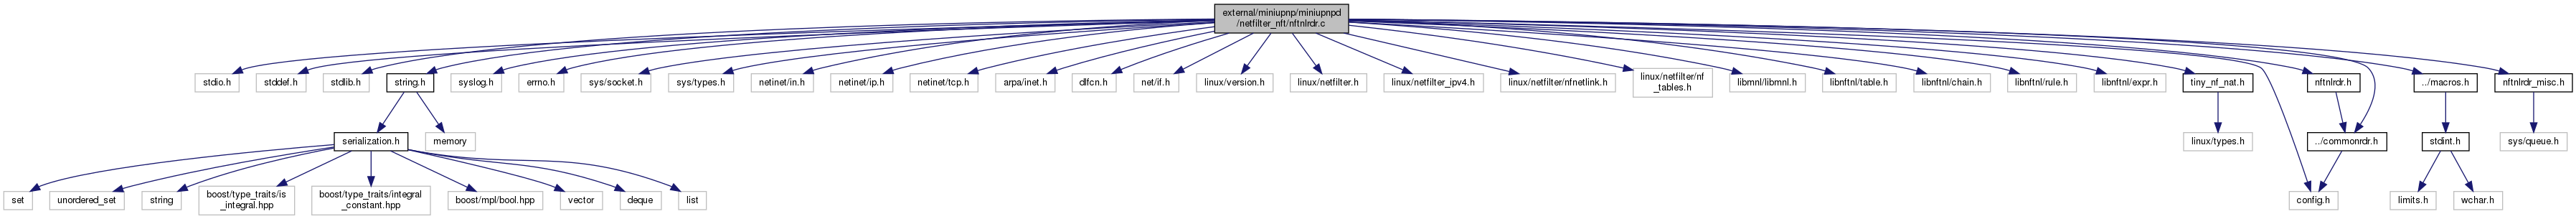 external/miniupnp/miniupnpd
/netfilter_nft/nftnlrdr.c
stdio.h
stddef.h
stdlib.h
string.h
syslog.h
errno.h
sys/socket.h
sys/types.h
netinet/in.h
netinet/ip.h
netinet/tcp.h
arpa/inet.h
dlfcn.h
net/if.h
linux/version.h
linux/netfilter.h
linux/netfilter_ipv4.h
linux/netfilter/nfnetlink.h
linux/netfilter/nf
_tables.h
libmnl/libmnl.h
libnftnl/table.h
libnftnl/chain.h
libnftnl/rule.h
libnftnl/expr.h
tiny_nf_nat.h
nftnlrdr.h
../macros.h
nftnlrdr_misc.h
serialization.h
memory
linux/types.h
../commonrdr.h
stdint.h
sys/queue.h
set
unordered_set
string
boost/type_traits/is
_integral.hpp
boost/type_traits/integral
_constant.hpp
boost/mpl/bool.hpp
vector
deque
list
config.h
limits.h
wchar.h